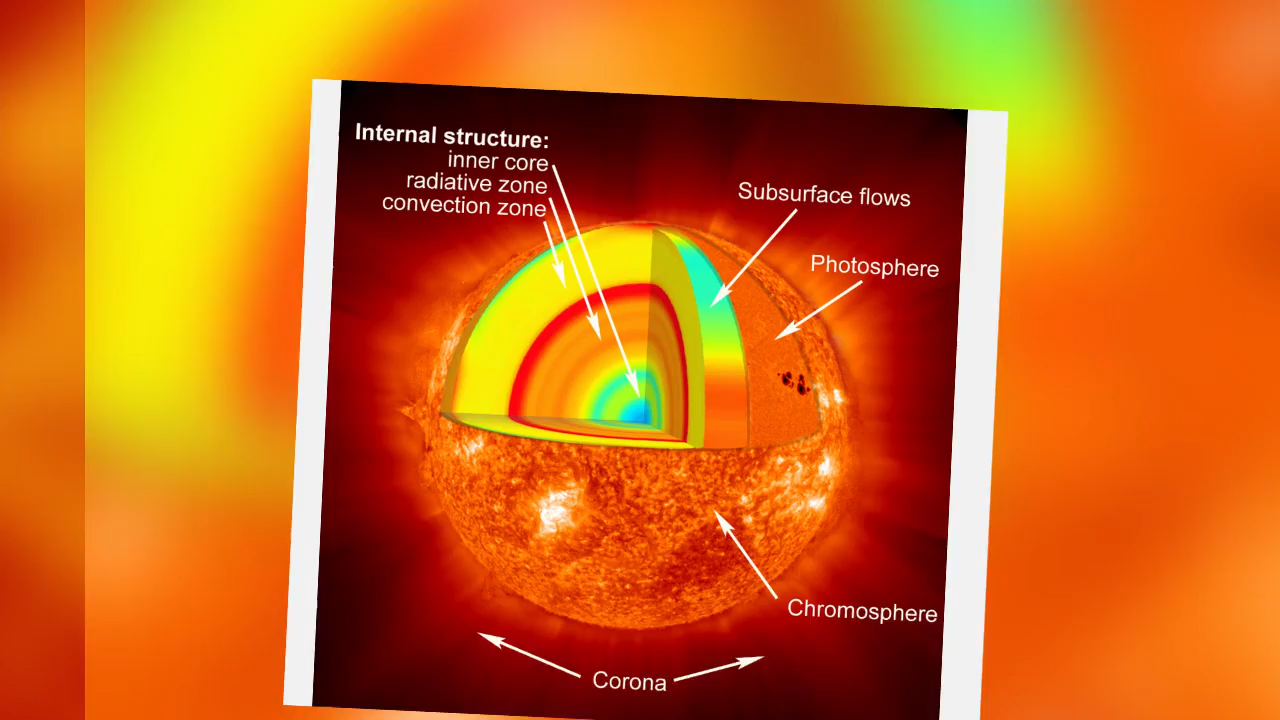 Internal structure:
inner core
radiative zone
convection zone
Subsurface flows
Photosphere
Chromosphere
Corona